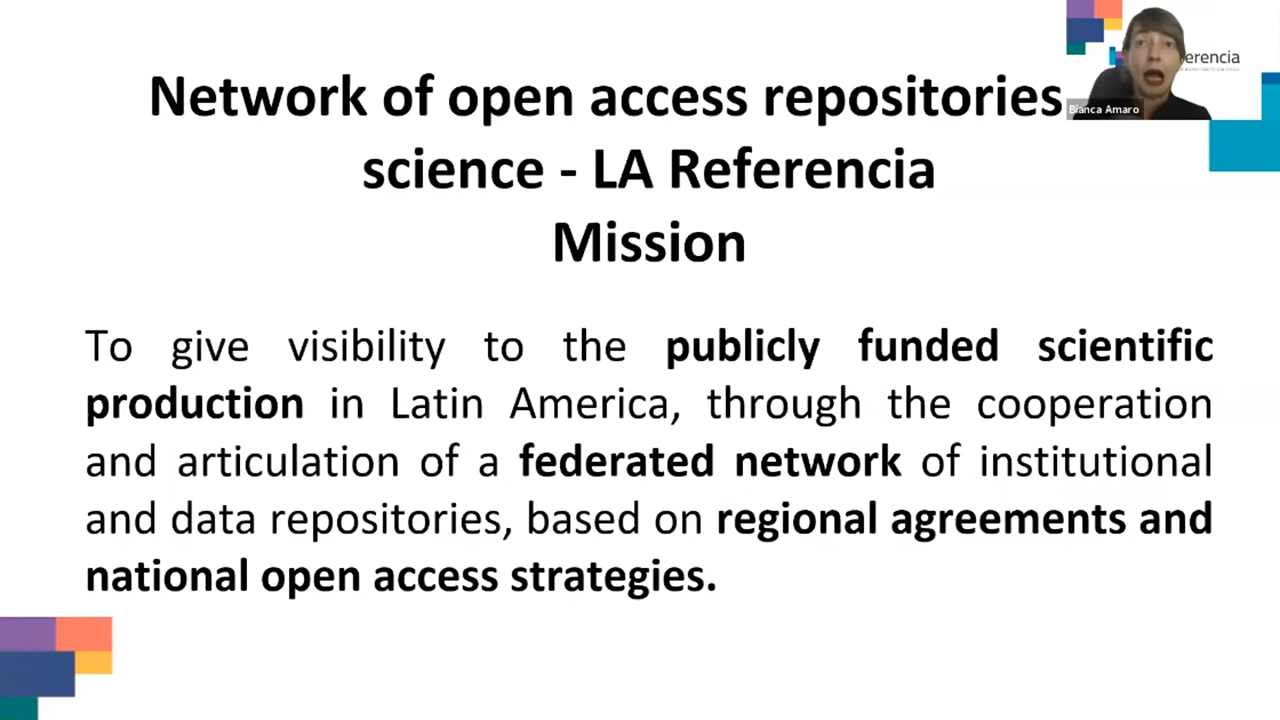 Network of open access repositories
science - LA Referencia
Mission
erencia
Bianca Amaro
To give visibility to the publicly funded scientific
production in Latin America, through the cooperation
and articulation of a federated network of institutional
and data repositories, based on regional agreements and
national open access strategies.